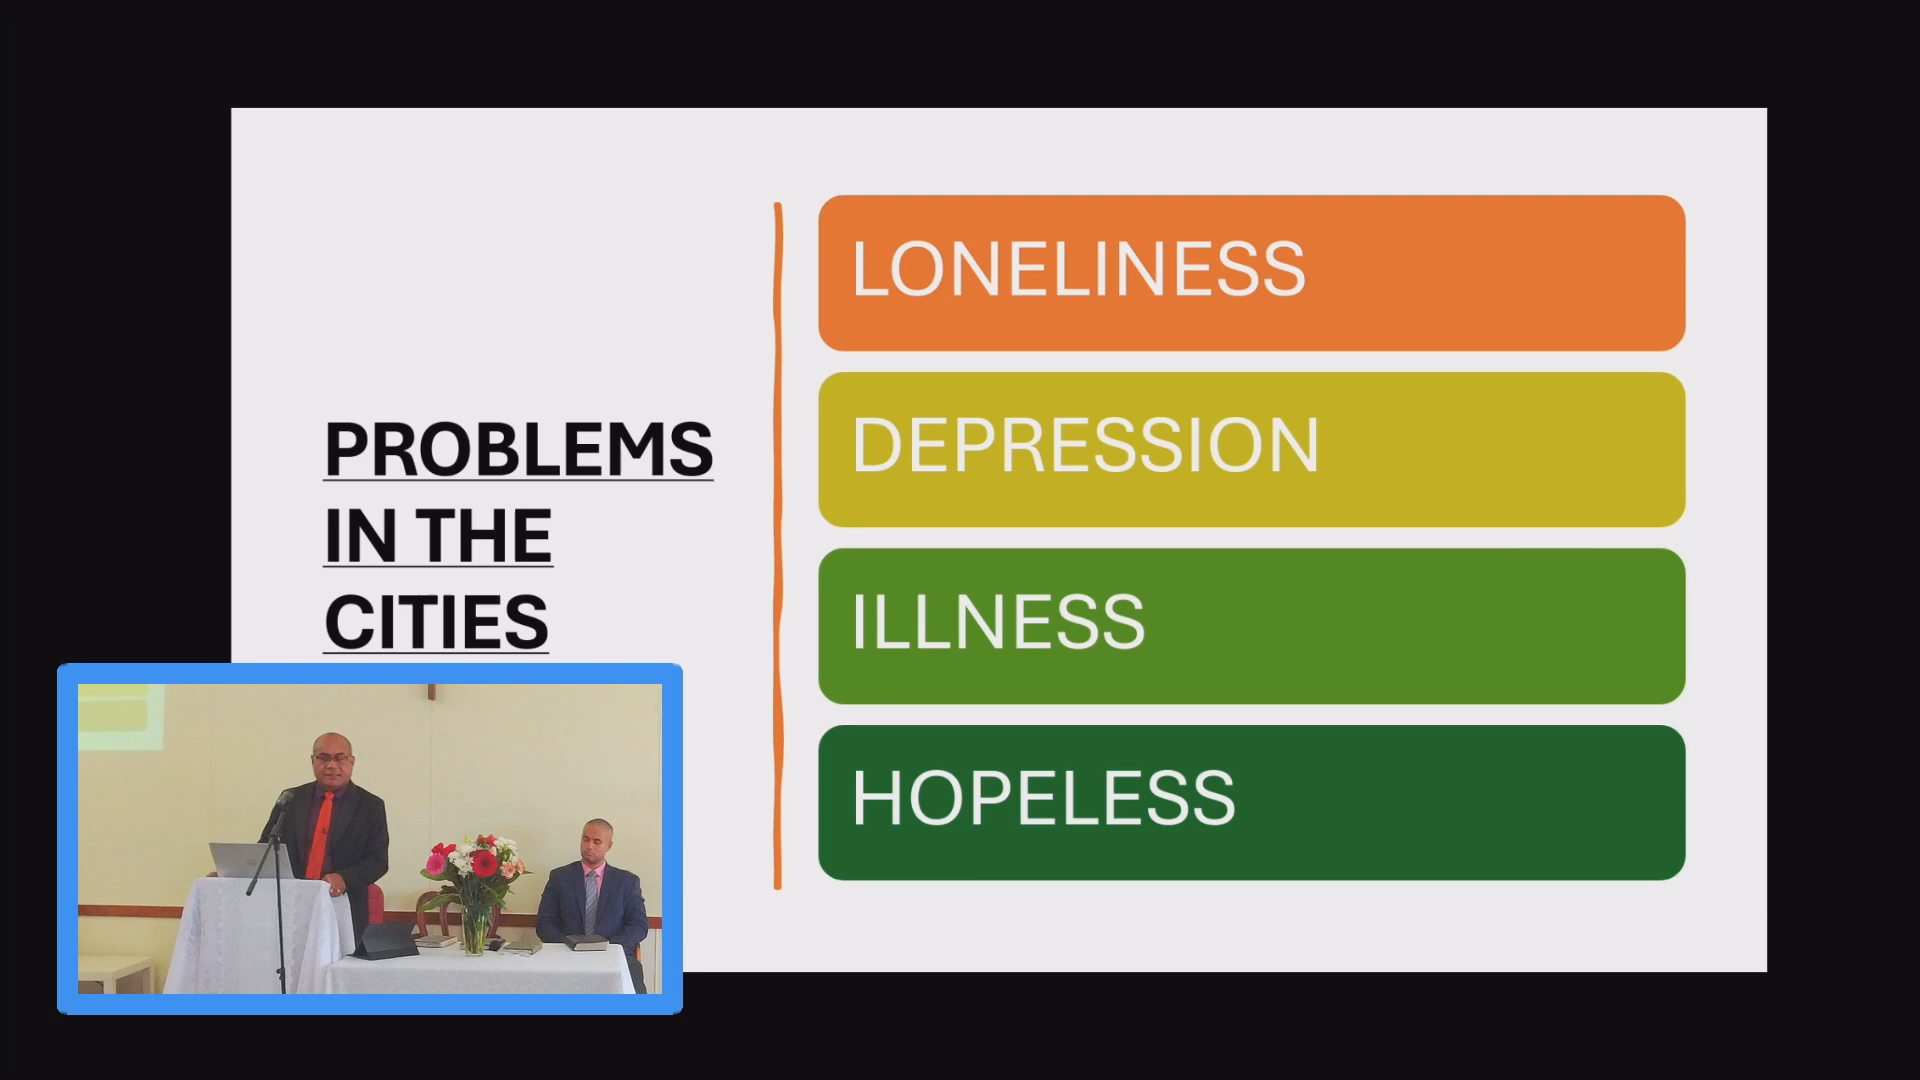 PROBLEMS
IN THE
CITIES
LONELINESS
DEPRESSION
ILLNESS
HOPELESS